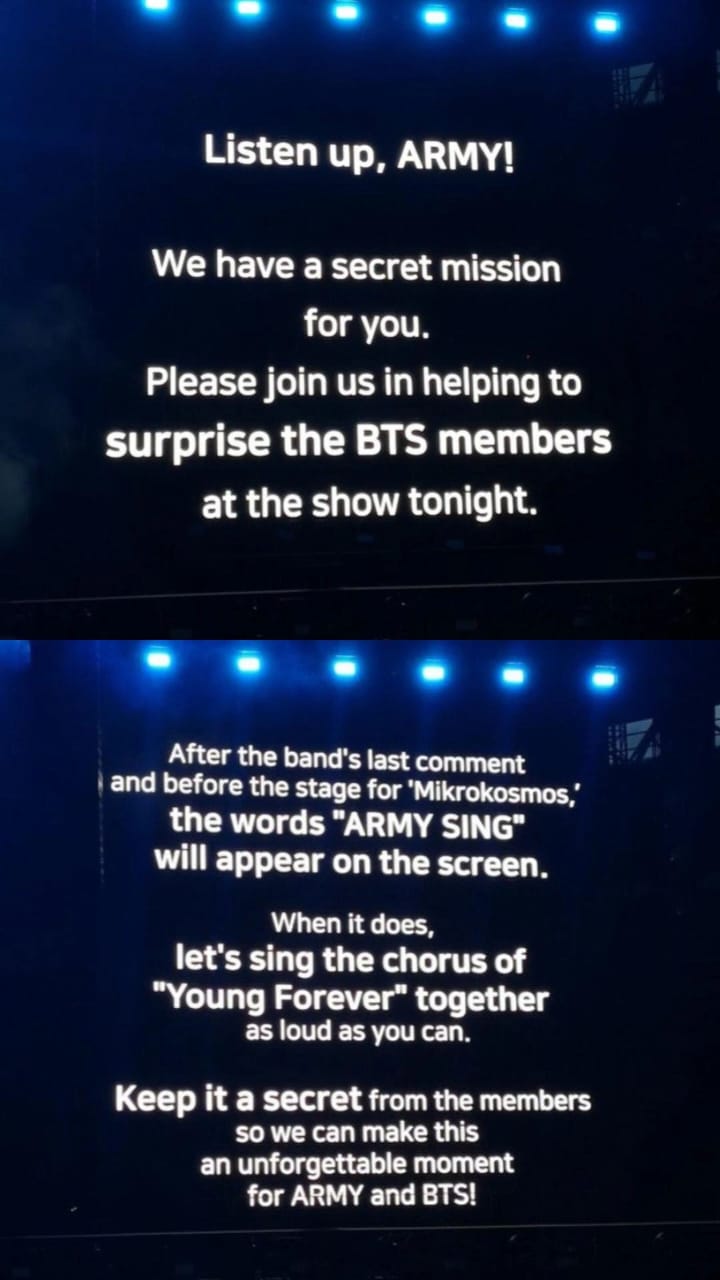 Listen up, ARMY!
We have a secret mission
for you.
Please join us in helping to
surprise the BTS members
at the show tonight.
After the band's last comment
and before the stage for 'Mikrokosmos,'
the words "ARMY SING"
will appear on the screen.
When it does,
let's sing the chorus of
"Young Forever" together
as loud as you can.
Keep it a secret from the members
so we can make this
an unforgettable moment
for ARMY and BTS!